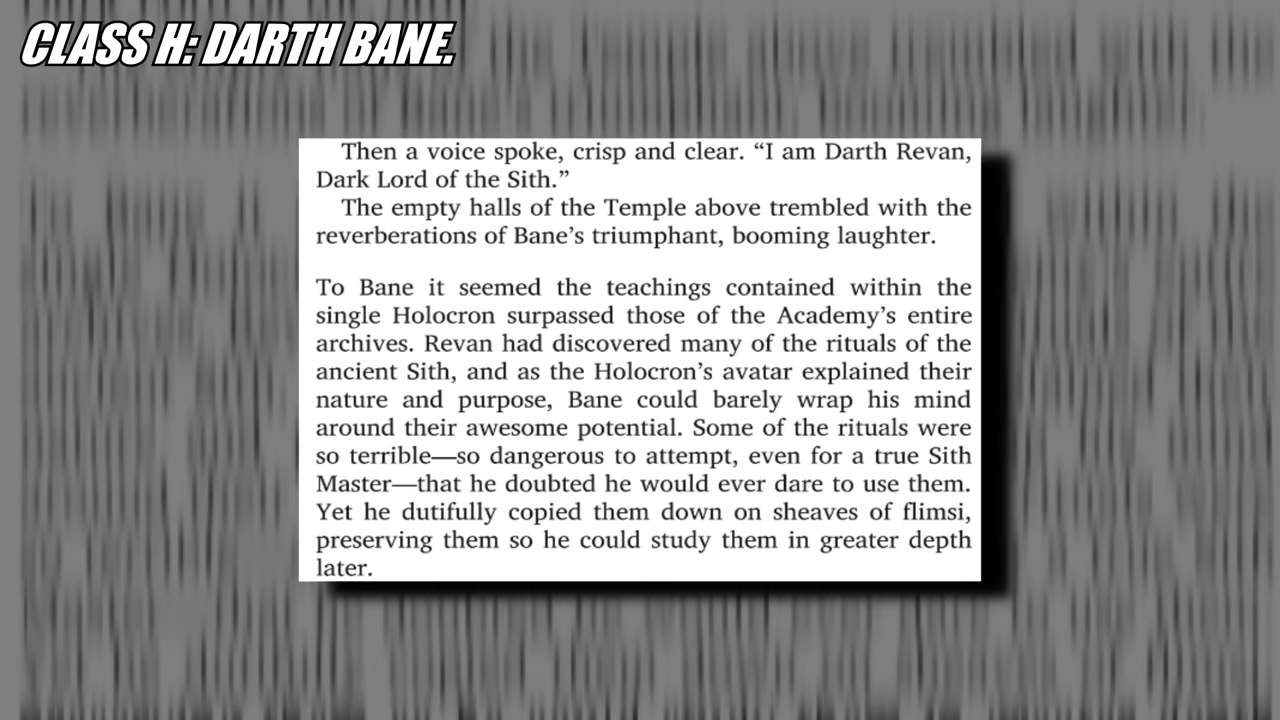 CLASS H: DARTH BANE.
Then a voice spoke, crisp and clear. “I am Darth Revan,
Dark Lord of the Sith.”
The empty halls of the Temple above trembled with the
reverberations of Bane’s triumphant, booming laughter.
To Bane it seemed the teachings contained within the
single Holocron surpassed those of the Academy’s entire
archives. Revan had discovered many of the rituals of the
ancient Sith, and as the Holocron’s avatar explained their
nature and purpose, Bane could barely wrap his mind
around their awesome potential. Some of the rituals were
so terrible—so dangerous to attempt, even for a true Sith
Master—that he doubted he would ever dare to use them.
Yet he dutifully copied them down on sheaves of flimsi,
preserving them so he could study them in greater depth
later.